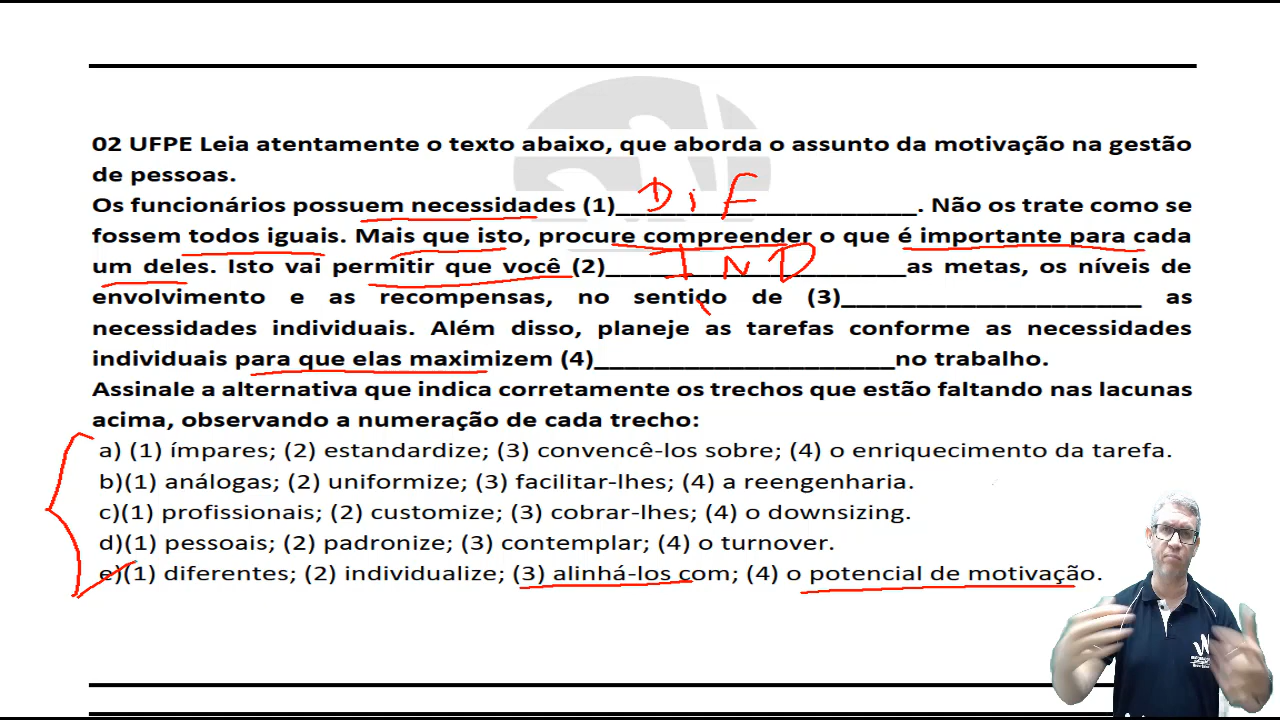 02 UFPE Leia atentamente o texto abaixo, que aborda o assunto da motivação na gestão
de pessoas.
Os funcionários possuem necessidades (1)______________________. Não os trate como se
DiF
fossem todos iguais. Mais que isto, procure compreender o que é importante para cada
um deles. Isto vai permitir que você (2)______________________as metas, os níveis de
IND
envolvimento e as recompensas, no sentido de (3)______________________ as
necessidades individuais. Além disso, planeje as tarefas conforme as necessidades
individuais para que elas maximizem (4)______________________no trabalho.
Assinale a alternativa que indica corretamente os trechos que estão faltando nas lacunas
acima, observando a numeração de cada trecho:
a) (1) ímpares; (2) estandardize; (3) convencê-los sobre; (4) o enriquecimento da tarefa.
b)(1) análogas; (2) uniformize; (3) facilitar-lhes; (4) a reengenharia.
c)(1) profissionais; (2) customize; (3) cobrar-lhes; (4) o downsizing.
d)(1) pessoais; (2) padronize; (3) contemplar; (4) o turnover.
e)(1) diferentes; (2) individualize; (3) alinhá-los com; (4) o potencial de motivação.